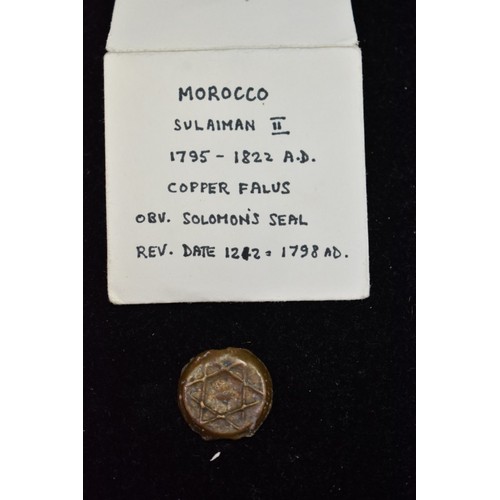 MOROCCO
SULAIMAN II
1795 - 1822 A.D.
COPPER FALUS
OBV. SOLOMON'S SEAL
REV. DATE 1212 = 1798 AD.